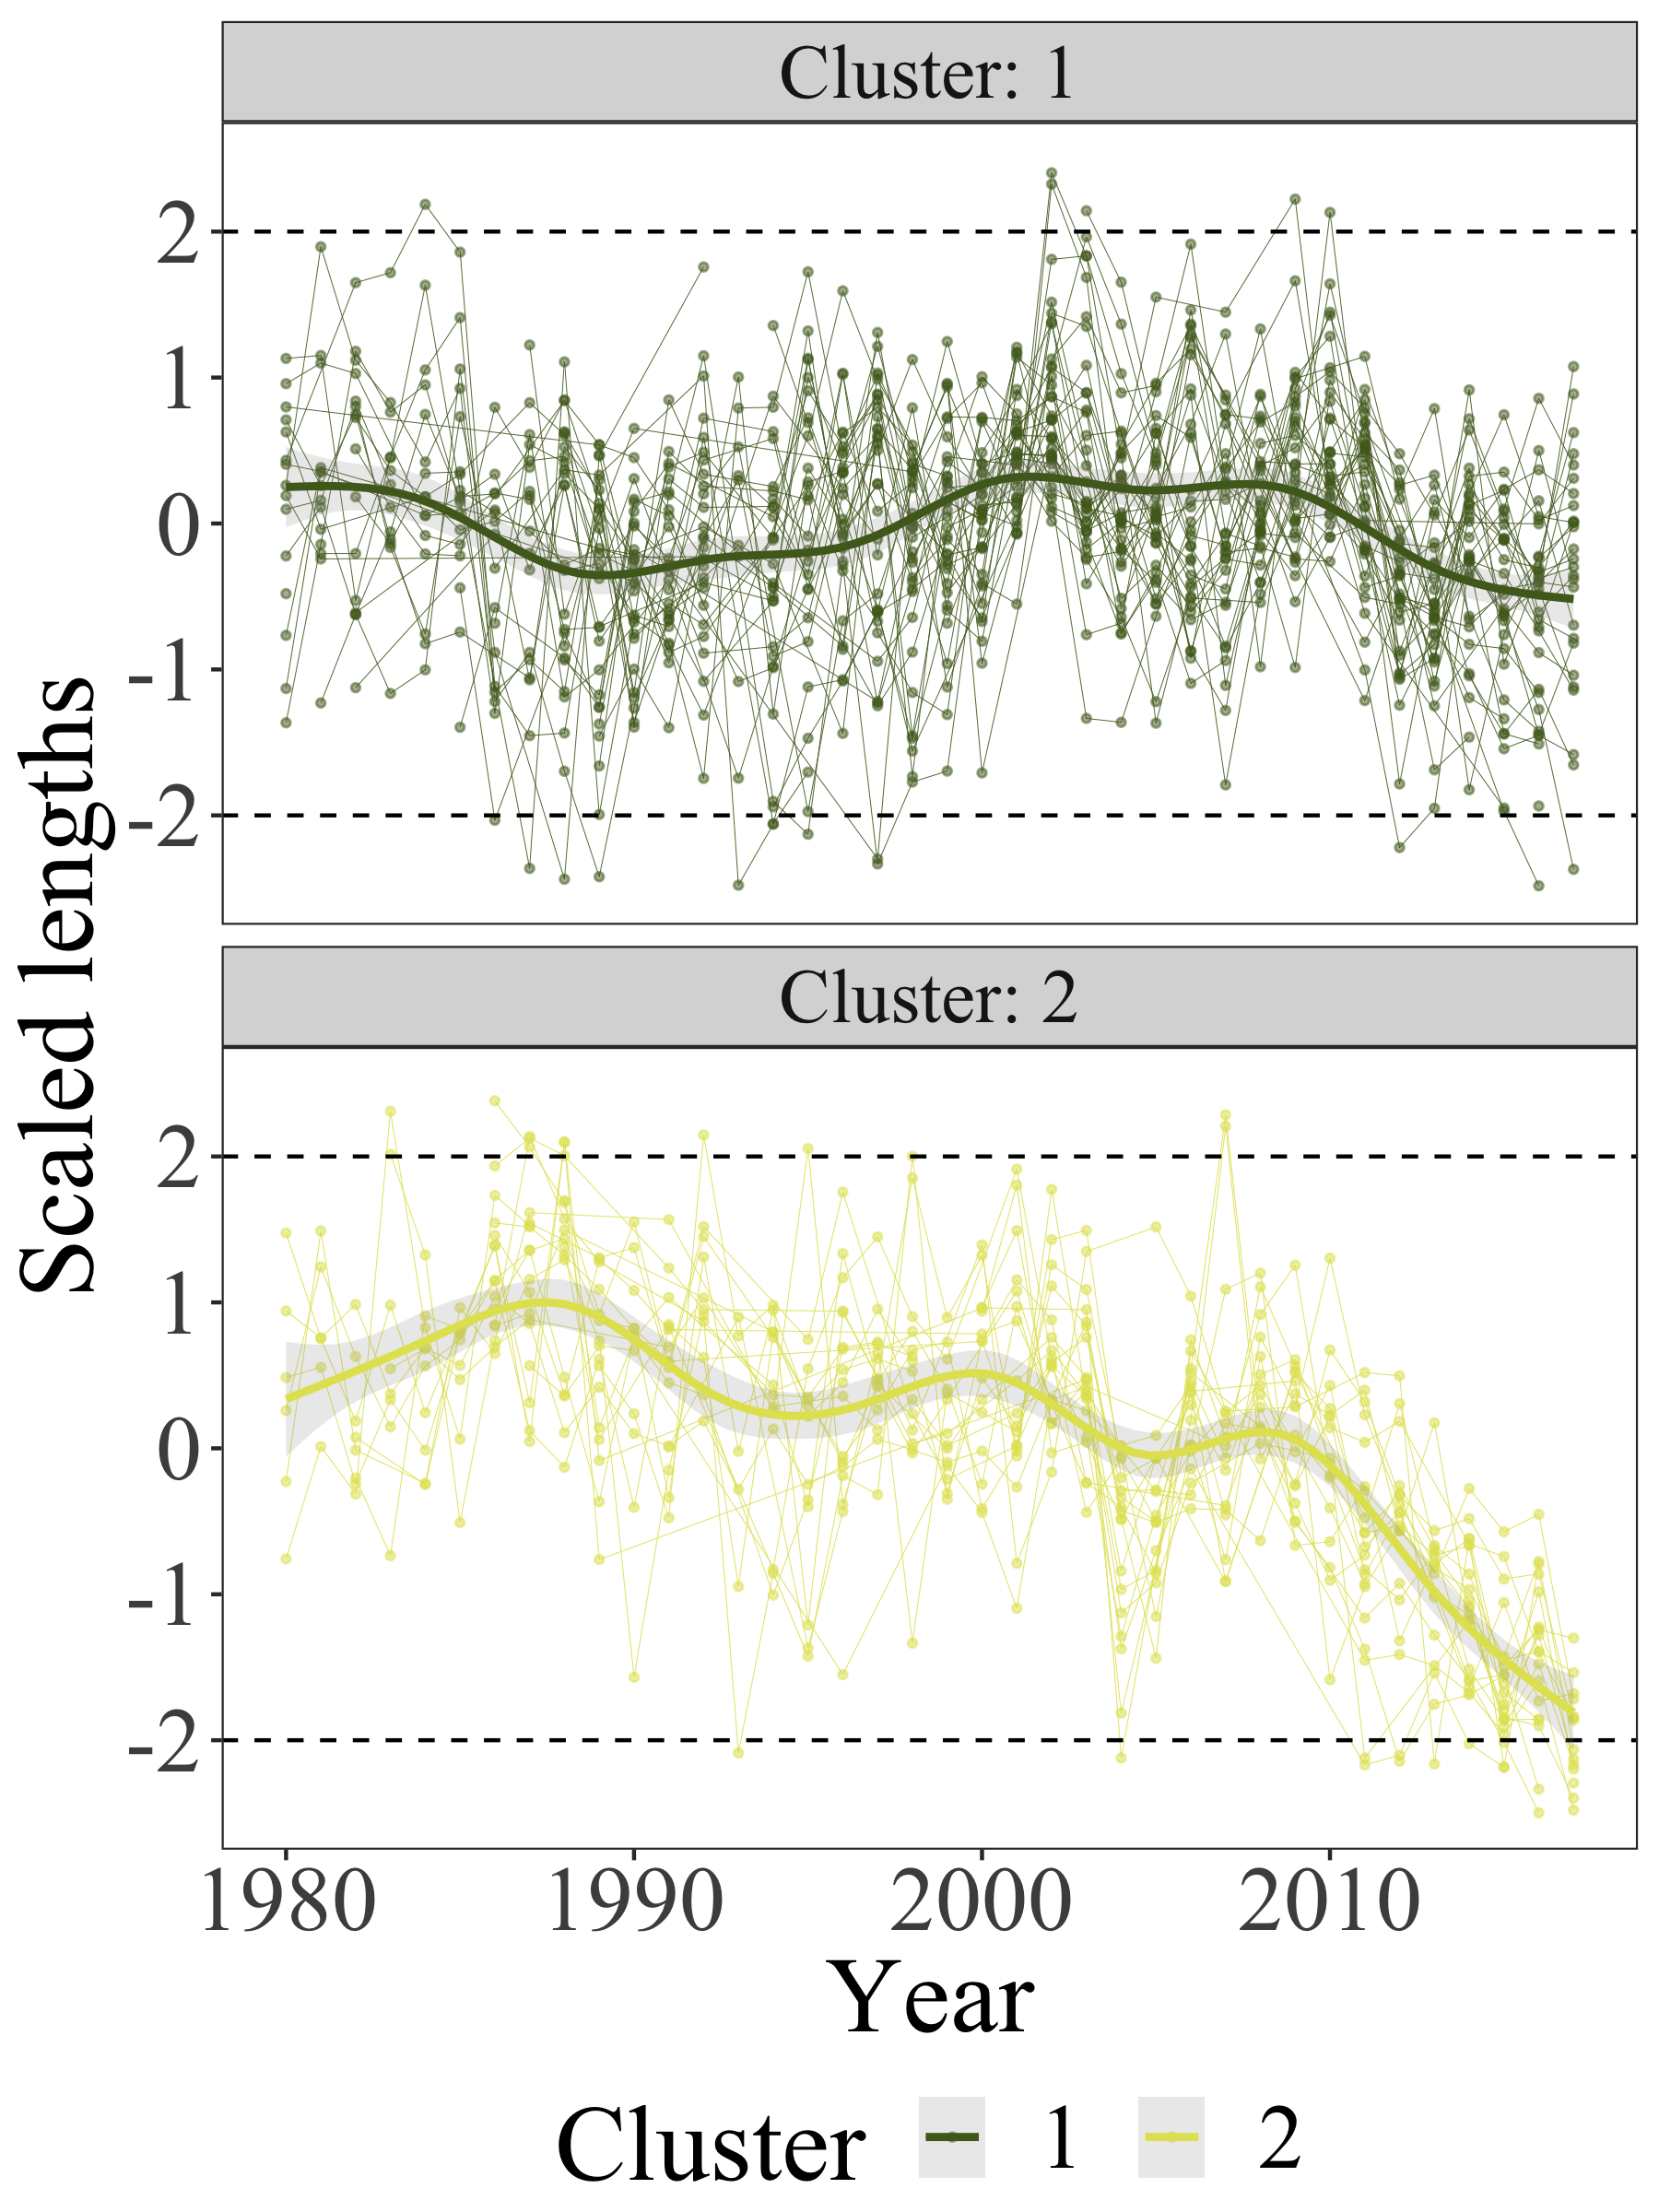 Cluster: 1
2
1
0
-1
-2
Cluster: 2
2
1
0
-1
-2
Scaled lengths
1980 1990 2000 2010
Year
Cluster 1 2